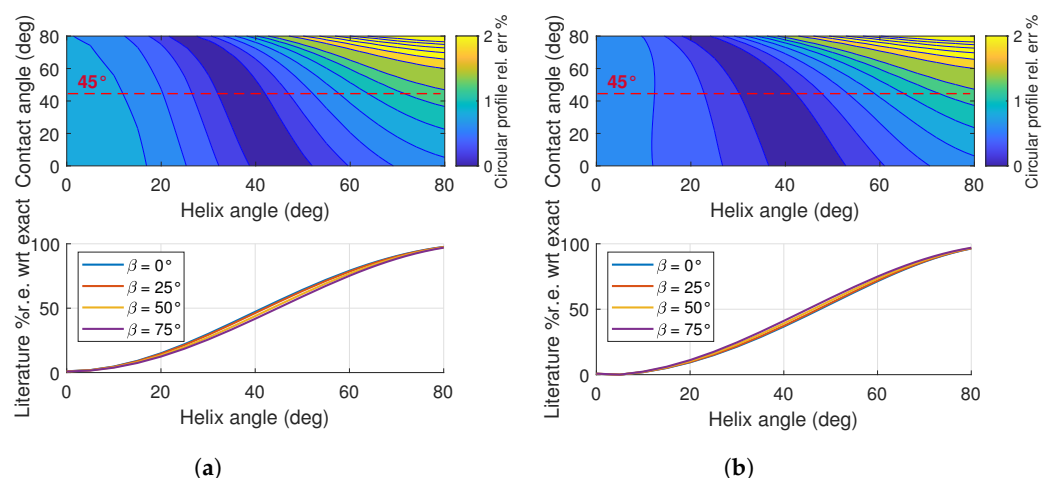 Contact angle (deg)
80
60
40
20
0
45°
0 20 40 60 80
Helix angle (deg)
2
1
0
Circular profile rel. err %
Contact angle (deg)
80
60
40
20
0
45°
0 20 40 60 80
Helix angle (deg)
2
1
0
Circular profile rel. err %
Literature %r.e. wrt exact
100
50
0
β = 0°
β = 25°
β = 50°
β = 75°
0 20 40 60 80
Helix angle (deg)
Literature %r.e. wrt exact
100
50
0
β = 0°
β = 25°
β = 50°
β = 75°
0 20 40 60 80
Helix angle (deg)
(a)
(b)